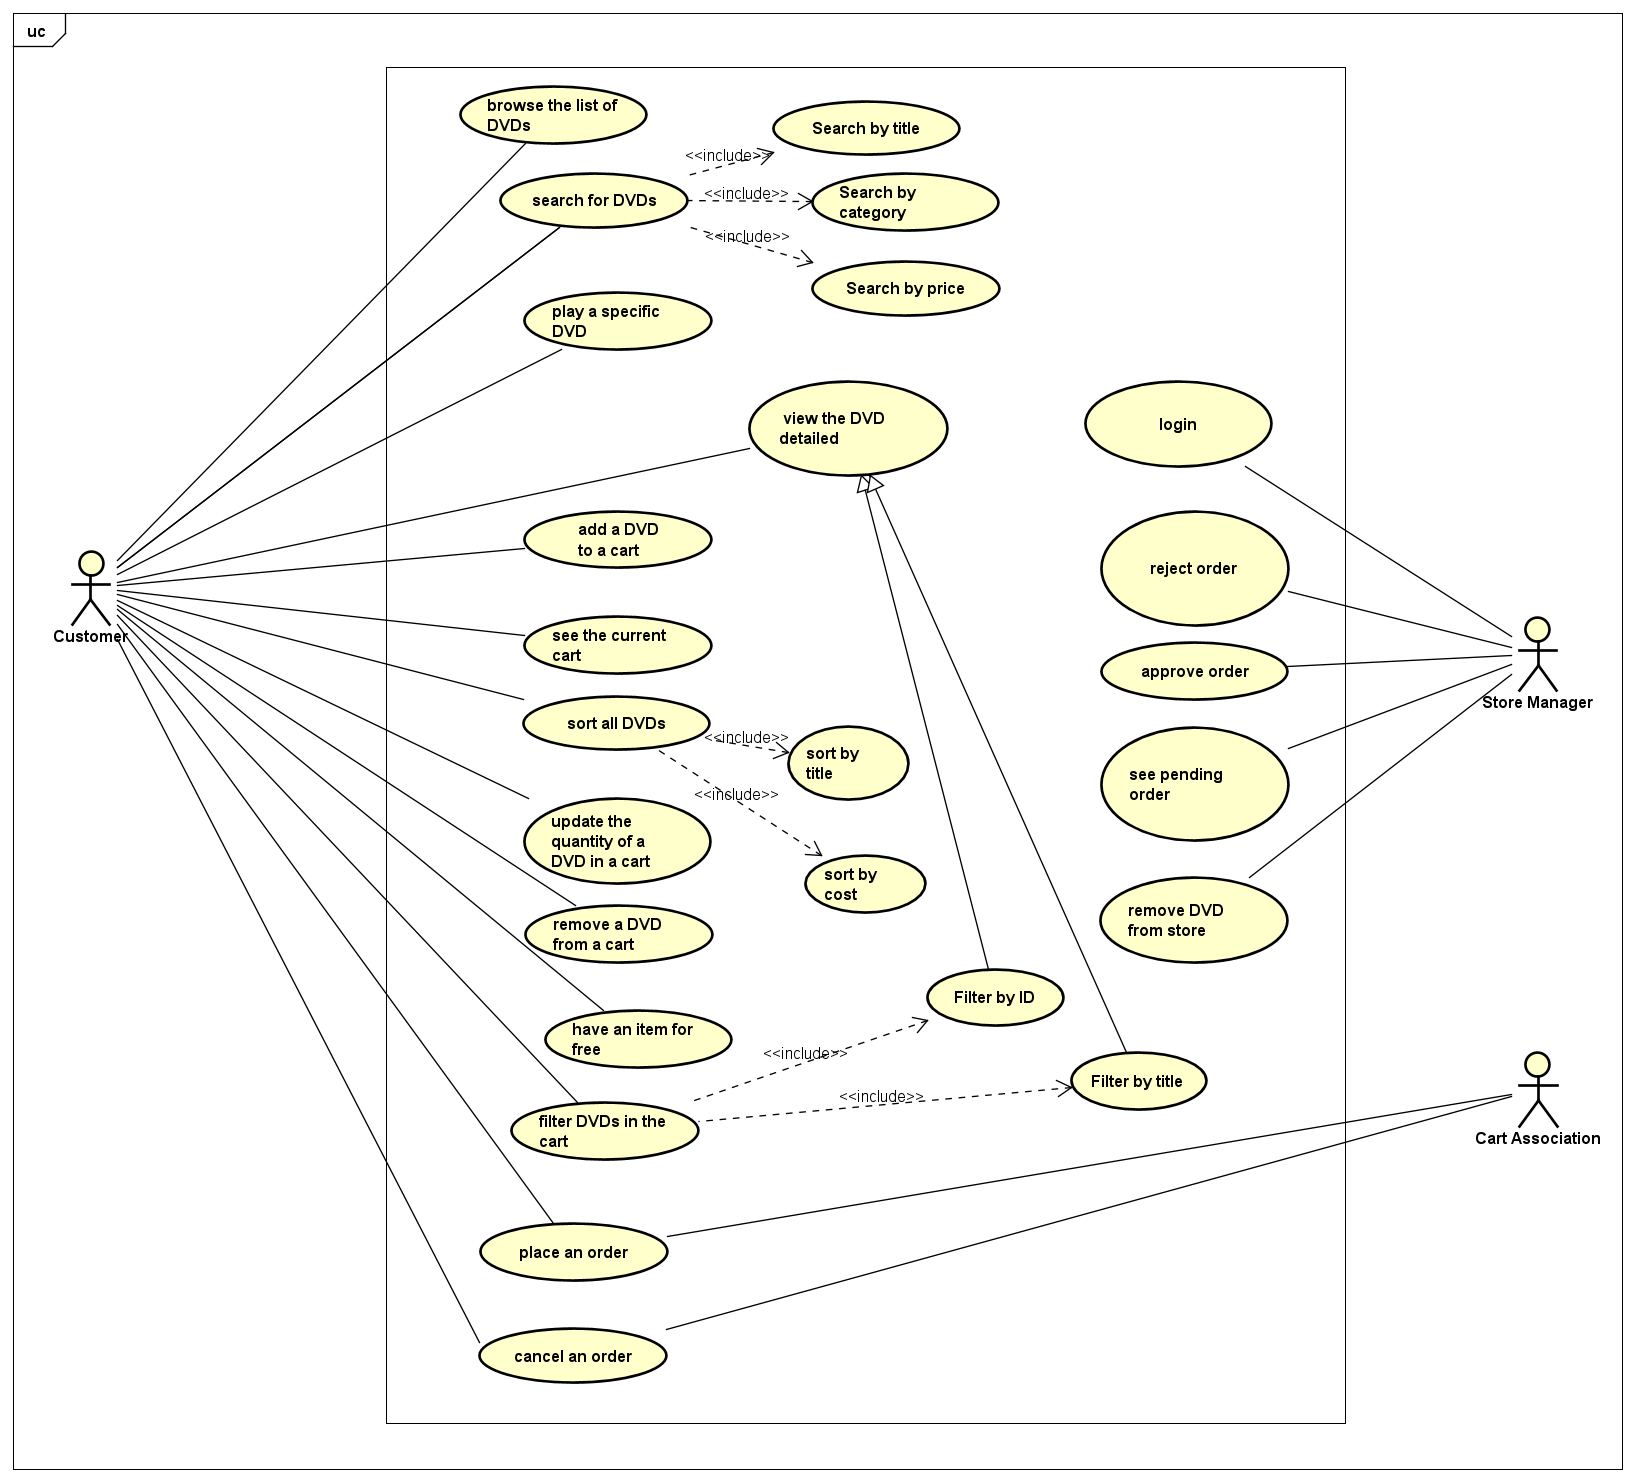 uc
browse the list of
DVDs
Search by title
<<include>>
search for DVDs
<<include>>
Search by
category
<<include>>
Search by price
play a specific
DVD
view the DVD
detailed
login
add a DVD
to a cart
reject order
Customer
see the current
cart
approve order
Store Manager
sort all DVDs
<<include>>
sort by
title
<<include>>
see pending
order
update the
quantity of a
DVD in a cart
sort by
cost
remove a DVD
from a cart
remove DVD
from store
Filter by ID
have an item for
free
<<include>>
Filter by title
<<include>>
filter DVDs in the
cart
Cart Association
place an order
cancel an order